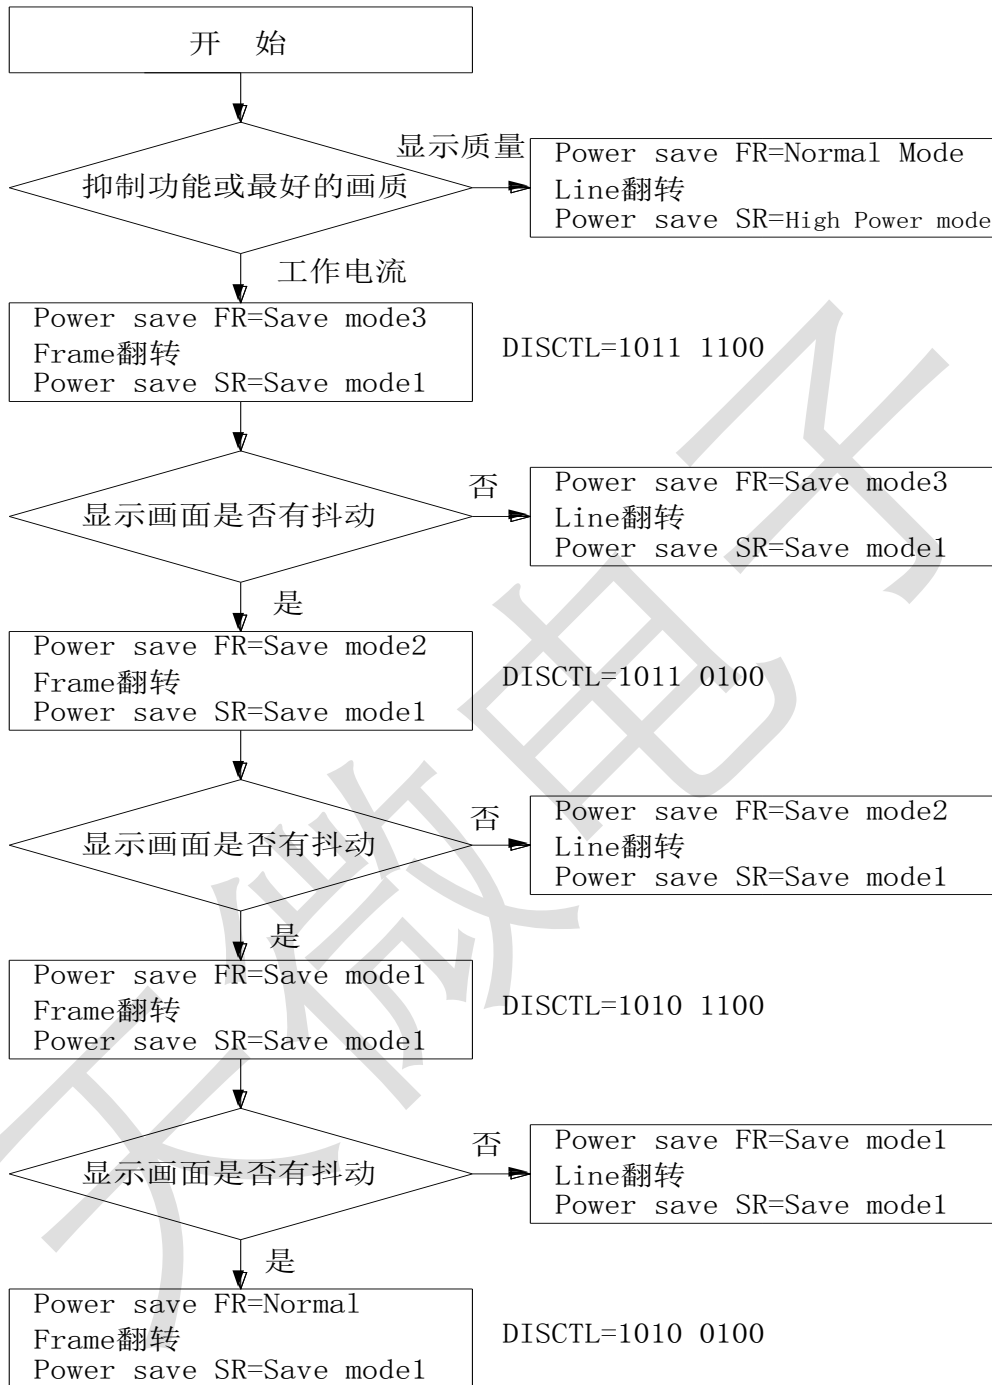 开 始
显示质量
抑制功能或最好的画质
Power save FR=Normal Mode
Line翻转
Power save SR=High Power mode
工作电流
Power save FR=Save mode3
Frame翻转
Power save SR=Save mode1
DISCTL=1011 1100
显示画面是否有抖动
否
Power save FR=Save mode3
Line翻转
Power save SR=Save mode1
是
Power save FR=Save mode2
Frame翻转
Power save SR=Save mode1
DISCTL=1011 0100
显示画面是否有抖动
否
Power save FR=Save mode2
Line翻转
Power save SR=Save mode1
是
Power save FR=Save mode1
Frame翻转
Power save SR=Save mode1
DISCTL=1010 1100
显示画面是否有抖动
否
Power save FR=Save mode1
Line翻转
Power save SR=Save mode1
是
Power save FR=Normal
Frame翻转
Power save SR=Save mode1
DISCTL=1010 0100
天微电子